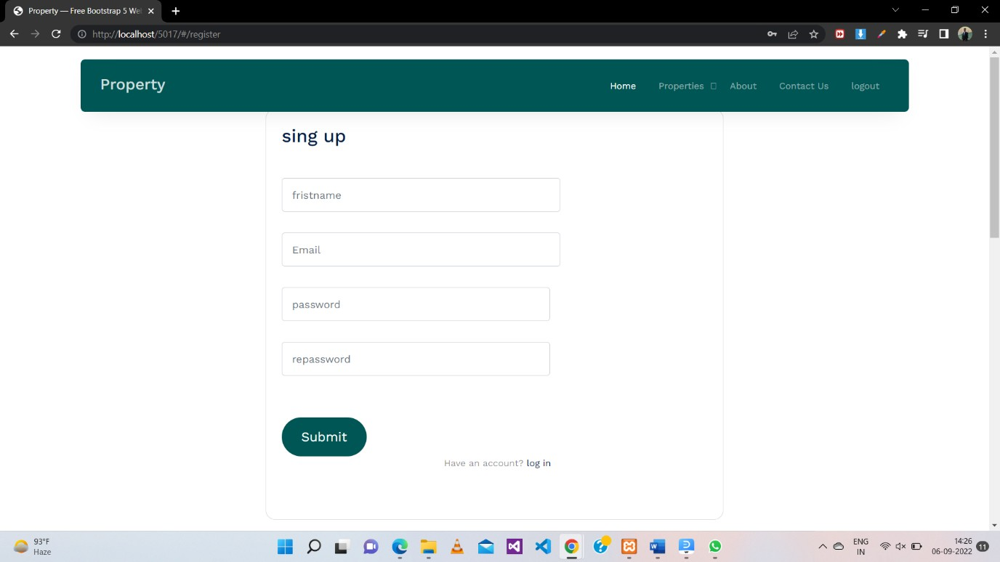 Property — Free Bootstrap 5 Wel
http://localhost/5017/#/register
Property
Home Properties About Contact Us logout
sing up
fristname
Email
password
repassword
Submit
Have an account? log in
93°F
Haze
ENG
IN
14:26
06-09-2022
11